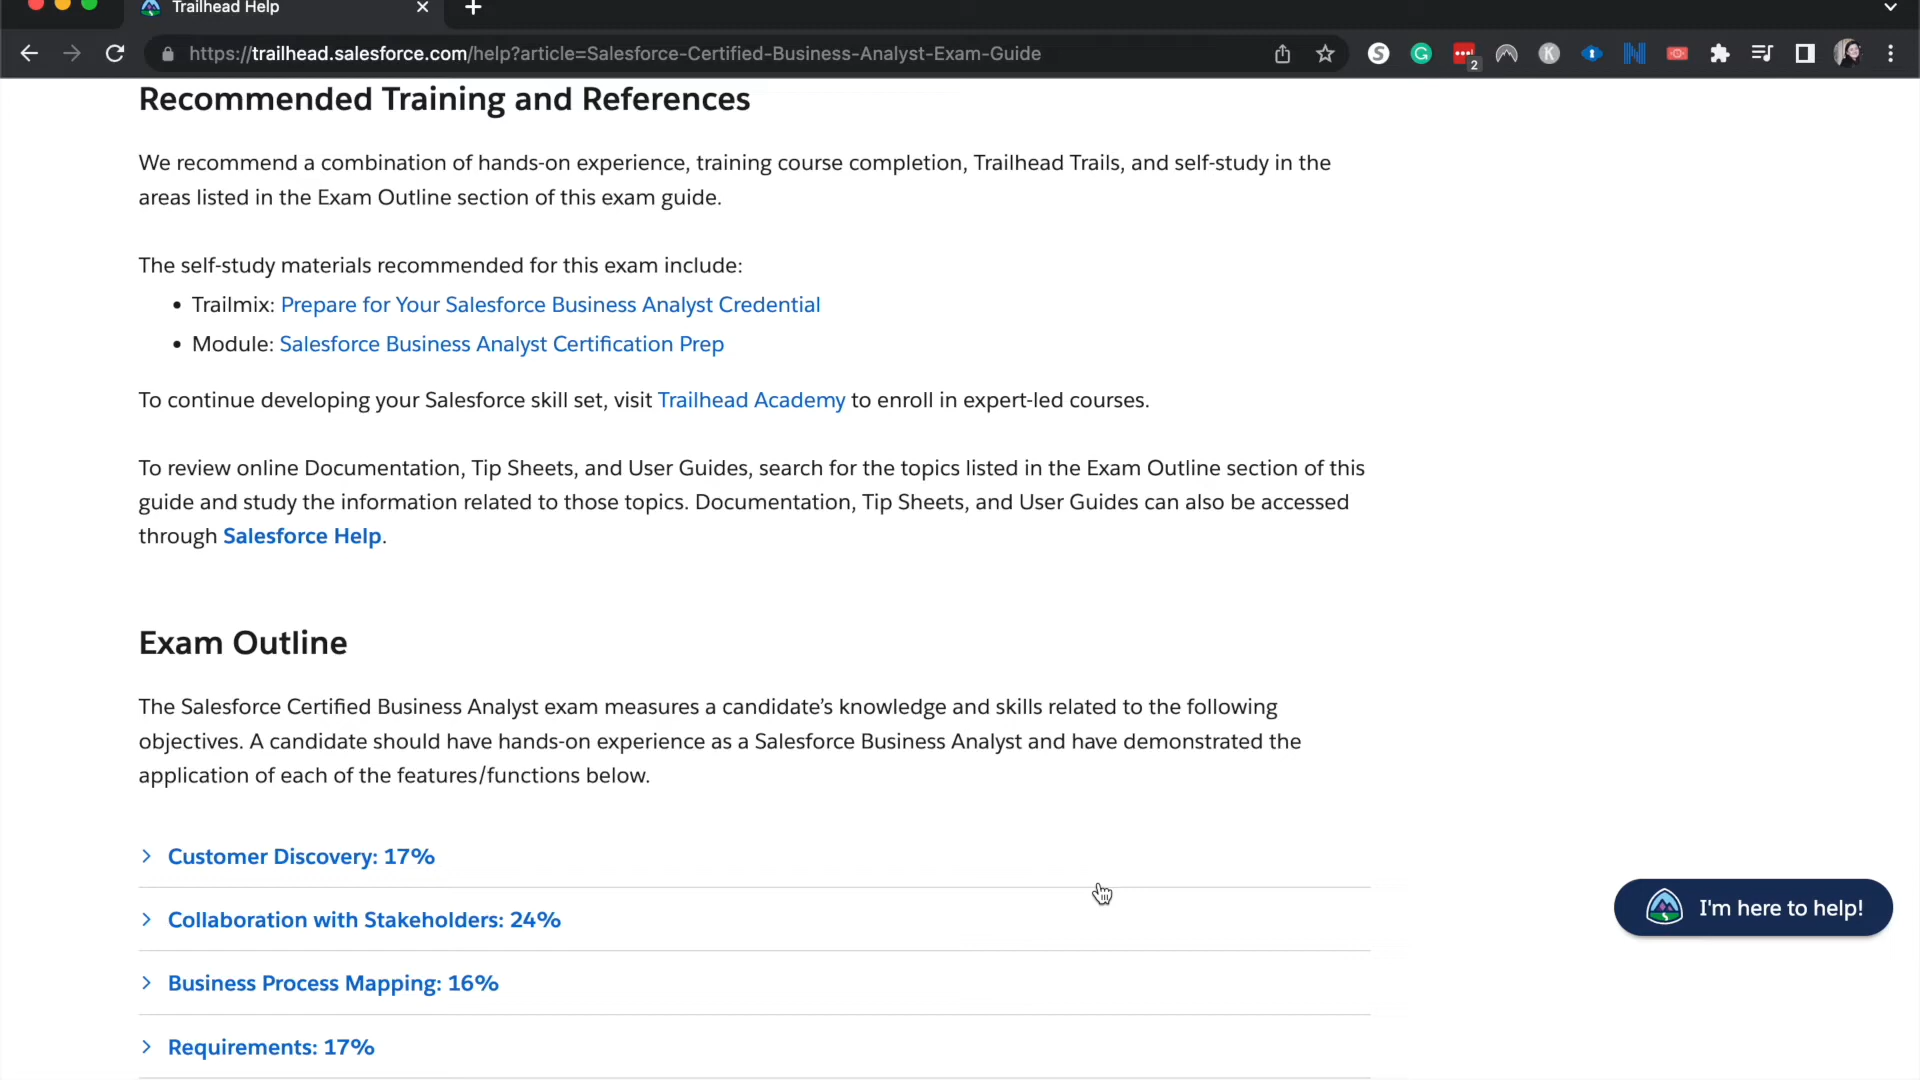 Trailhead Help
https://trailhead.salesforce.com/help?article=Salesforce-Certified-Business-Analyst-Exam-Guide
S
G
2
K
N
Recommended Training and References
We recommend a combination of hands-on experience, training course completion, Trailhead Trails, and self-study in the
areas listed in the Exam Outline section of this exam guide.
The self-study materials recommended for this exam include:
• Trailmix: Prepare for Your Salesforce Business Analyst Credential
• Module: Salesforce Business Analyst Certification Prep
To continue developing your Salesforce skill set, visit Trailhead Academy to enroll in expert-led courses.
To review online Documentation, Tip Sheets, and User Guides, search for the topics listed in the Exam Outline section of this
guide and study the information related to those topics. Documentation, Tip Sheets, and User Guides can also be accessed
through Salesforce Help.
Exam Outline
The Salesforce Certified Business Analyst exam measures a candidate’s knowledge and skills related to the following
objectives. A candidate should have hands-on experience as a Salesforce Business Analyst and have demonstrated the
application of each of the features/functions below.
Customer Discovery: 17%
Collaboration with Stakeholders: 24%
I'm here to help!
Business Process Mapping: 16%
Requirements: 17%